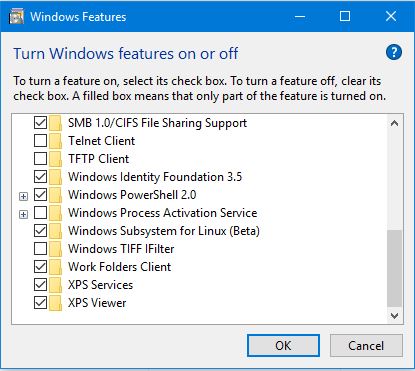 Windows Features
Turn Windows features on or off
To turn a feature on, select its check box. To turn a feature off, clear its
check box. A filled box means that only part of the feature is turned on.
SMB 1.0/CIFS File Sharing Support
Telnet Client
TFTP Client
Windows Identity Foundation 3.5
Windows PowerShell 2.0
Windows Process Activation Service
Windows Subsystem for Linux (Beta)
Windows TIFF IFilter
Work Folders Client
XPS Services
XPS Viewer
OK
Cancel